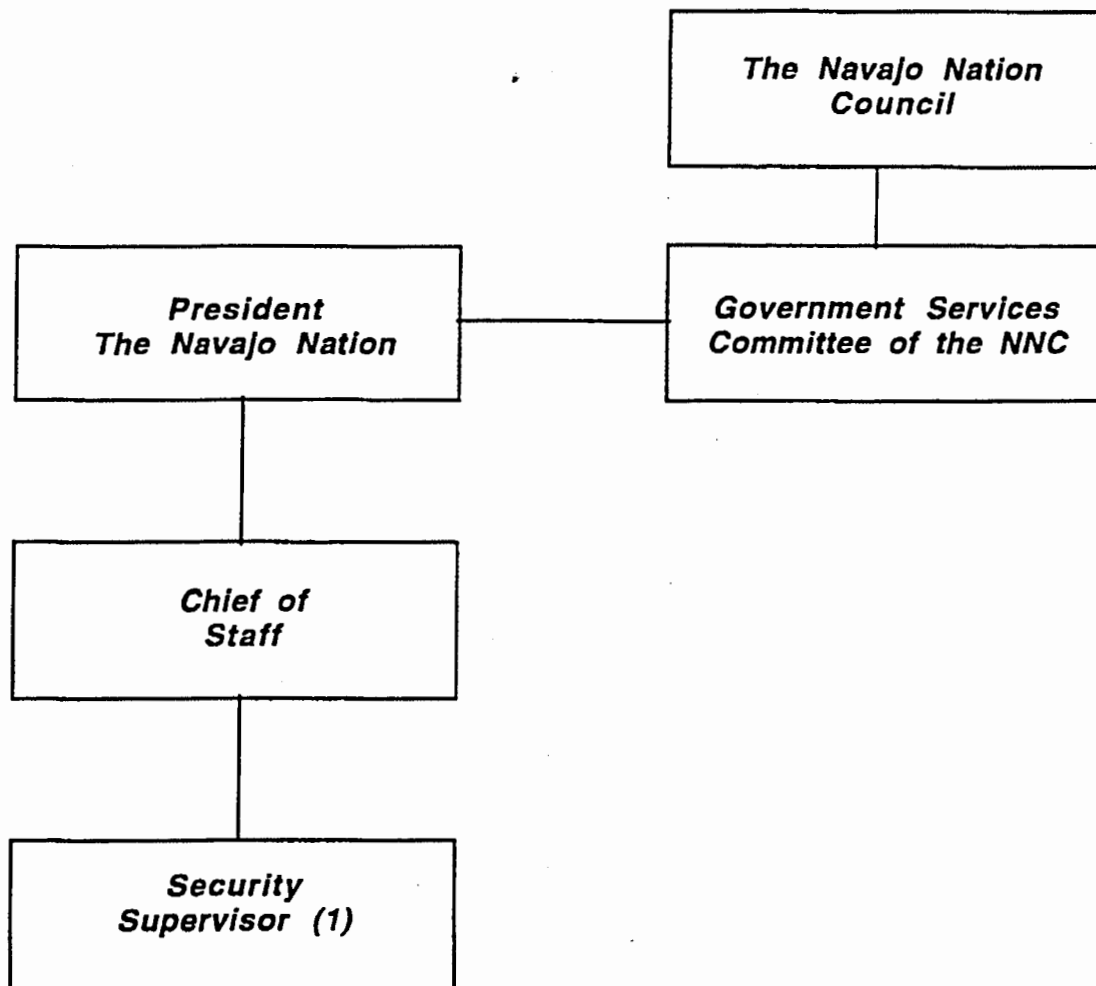 The Navajo Nation
Council
President
The Navajo Nation
Government Services
Committee of the NNC
Chief of
Staff
Security
Supervisor (1)